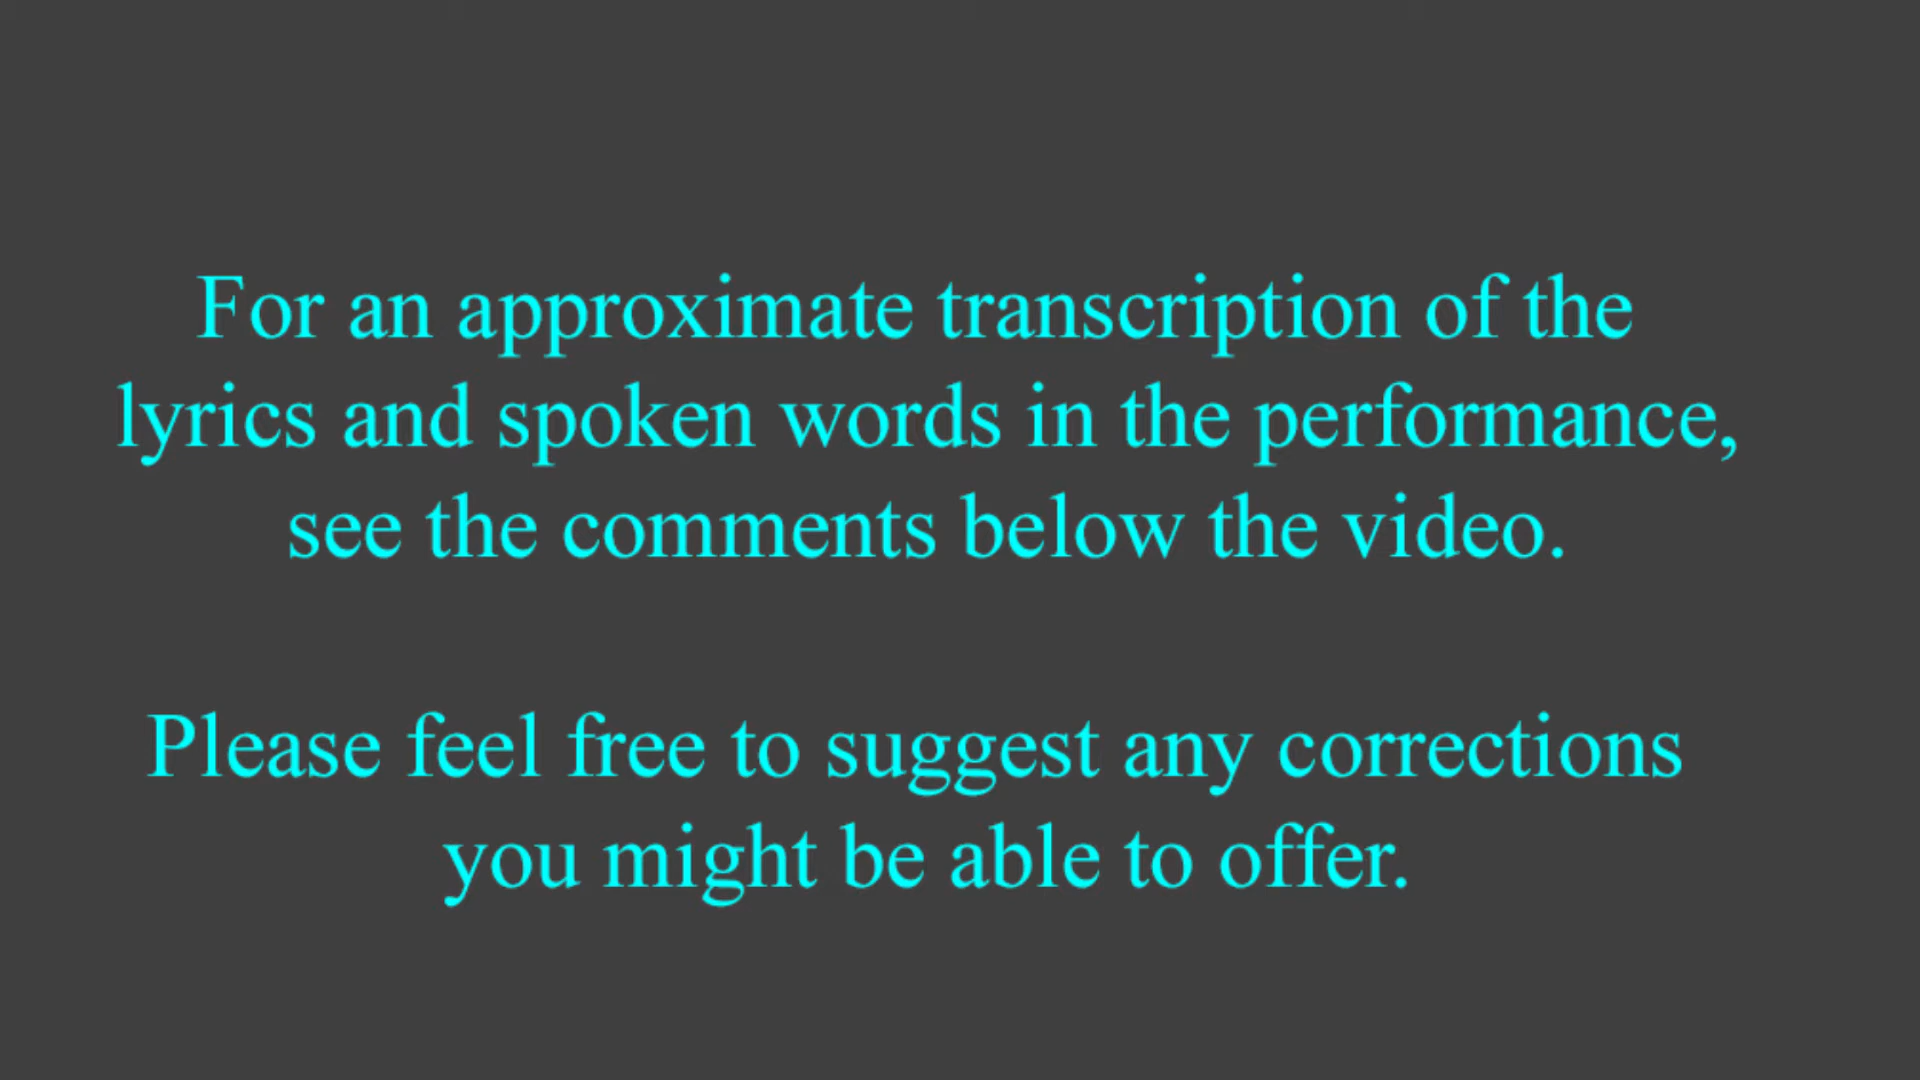 For an approximate transcription of the
lyrics and spoken words in the performance,
see the comments below the video.
Please feel free to suggest any corrections
you might be able to offer.